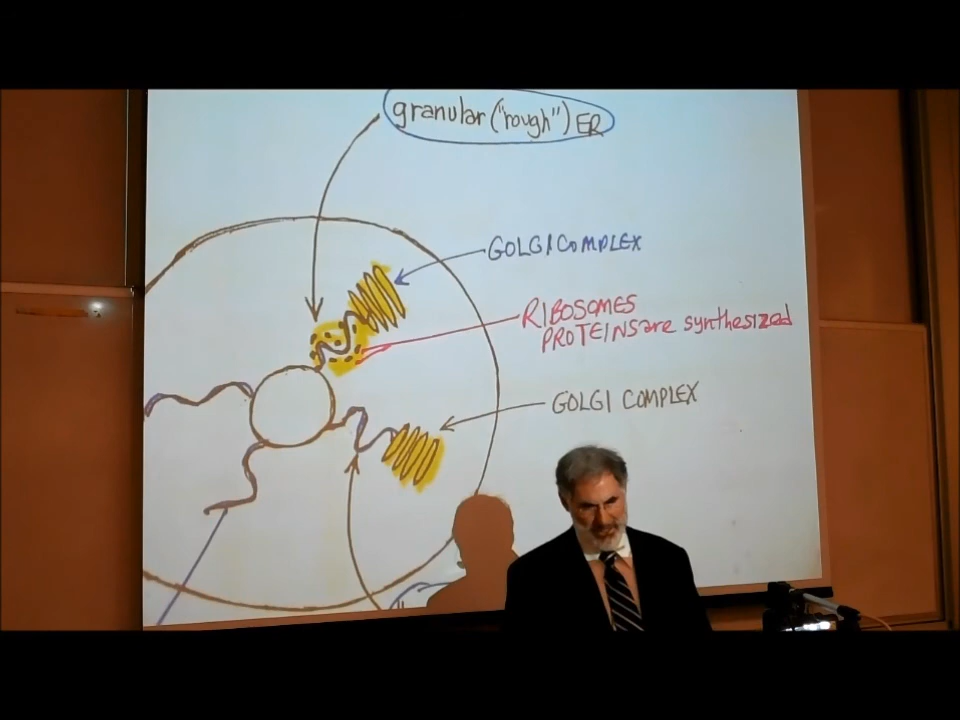 granular ("rough") ER
GOLGI COMPLEX
RIBOSOMES
PROTEINS are synthesized
GOLGI COMPLEX